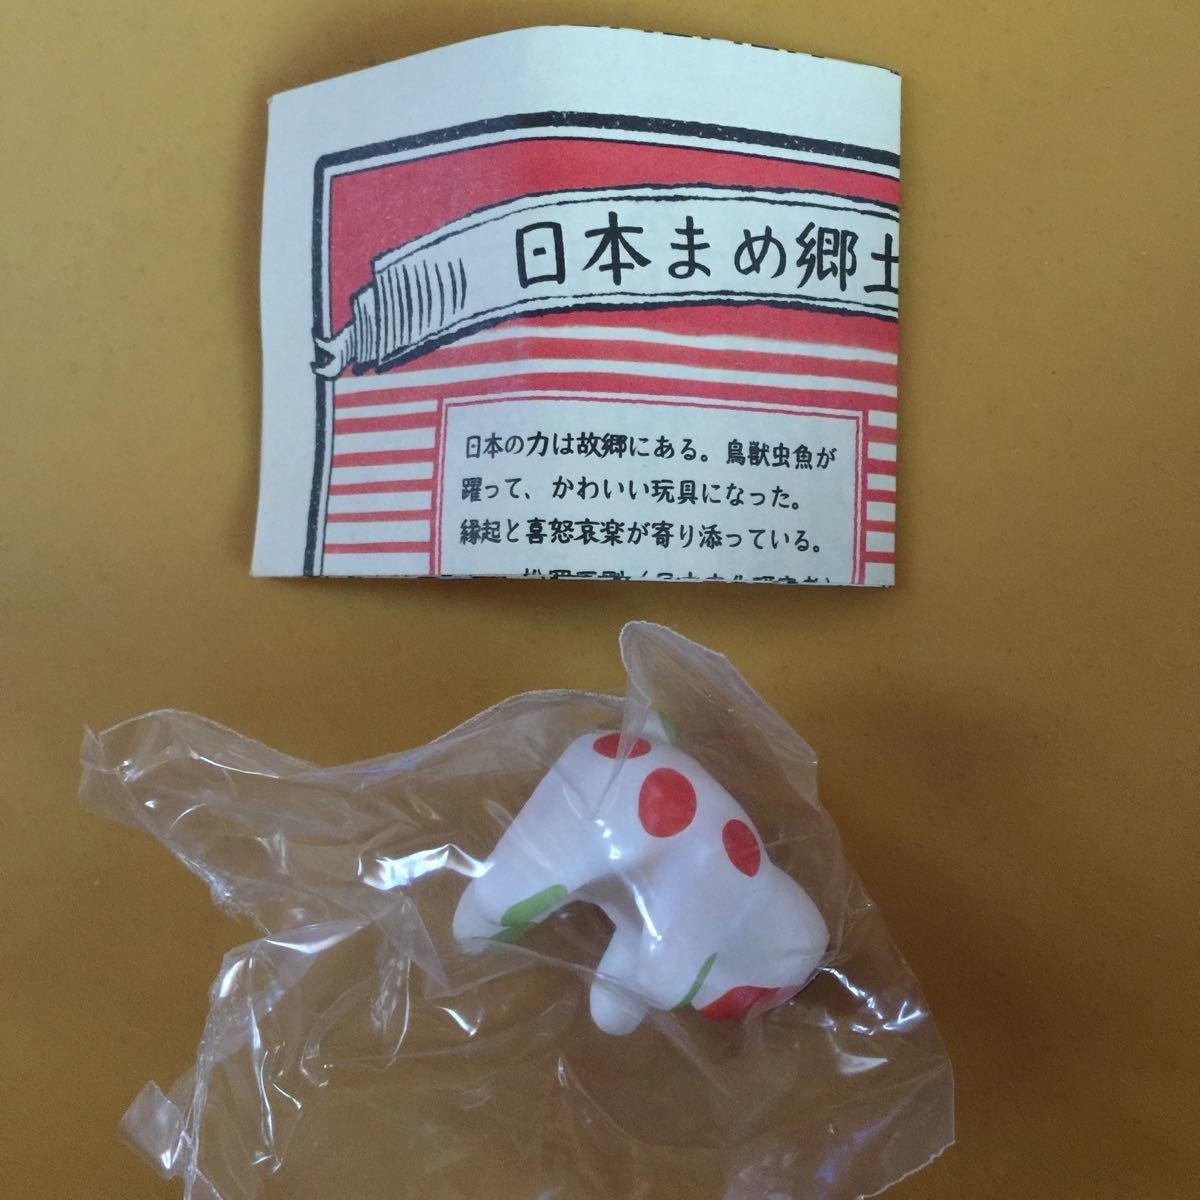 日本まめ郷土
日本の力は故郷にある。鳥獣虫魚が
躍って、かわいい玩具になった。
縁起と喜怒哀楽が寄り添っている。